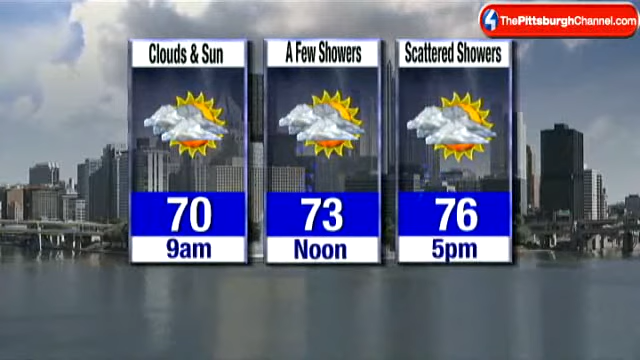 4 ThePittsburghChannel.com
Clouds & Sun
70
9am
A Few Showers
73
Noon
Scattered Showers
76
5pm